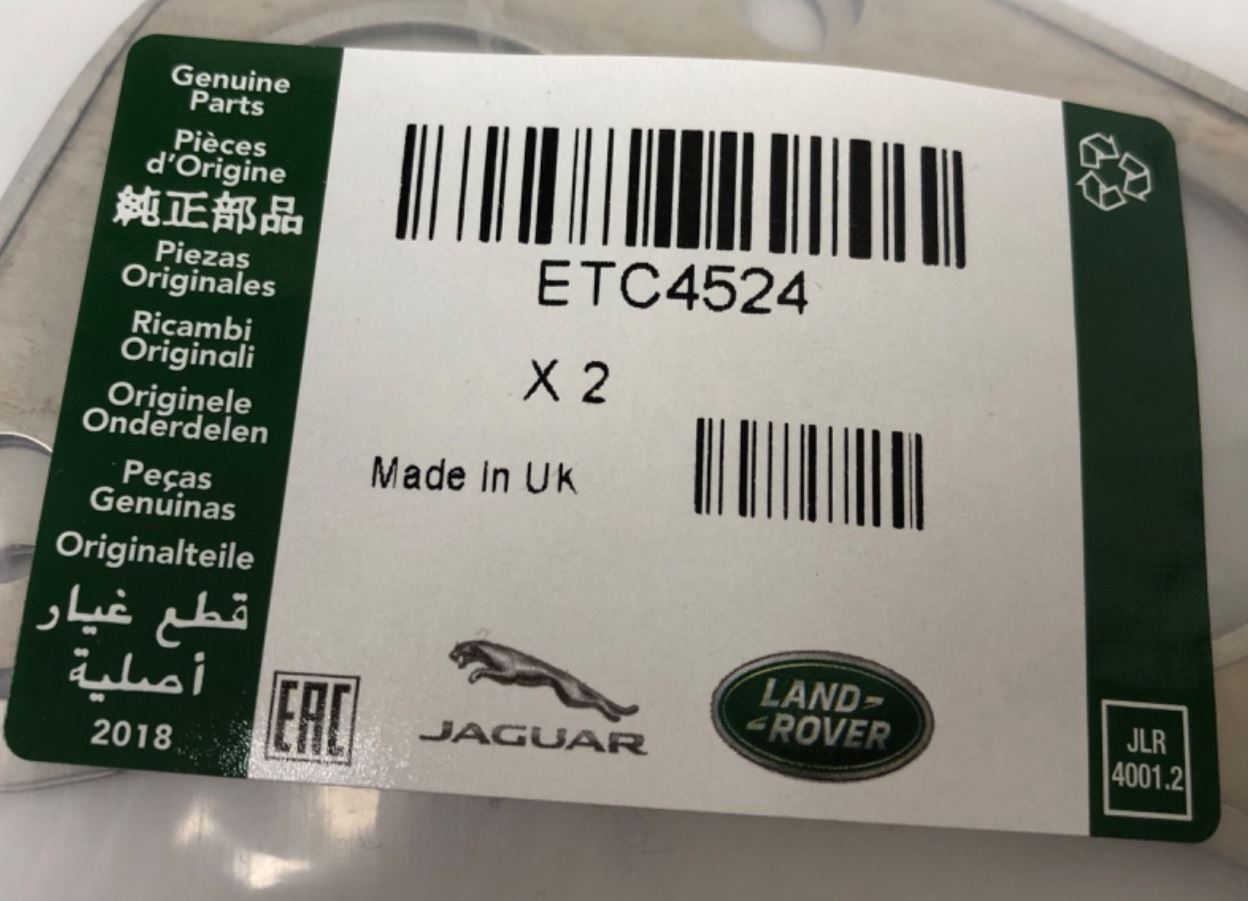 Genuine
Parts
Pièces
d'Origine
純正部品
Piezas
Originales
Ricambi
Originali
Originele
Onderdelen
Peças
Genuinas
Originalteile
قطع غيار
أصلية
2018
ETC4524
X 2
Made In UK
EAC
JAGUAR
LAND-
-ROVER
JLR
4001.2